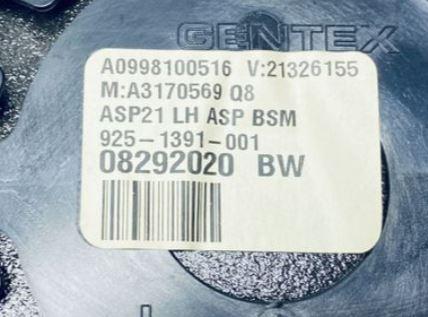 GENTEX
A0998100516 V:21326155
M:A3170569 Q8
ASP21 LH ASP BSM
925-1391-001
08292020 BW